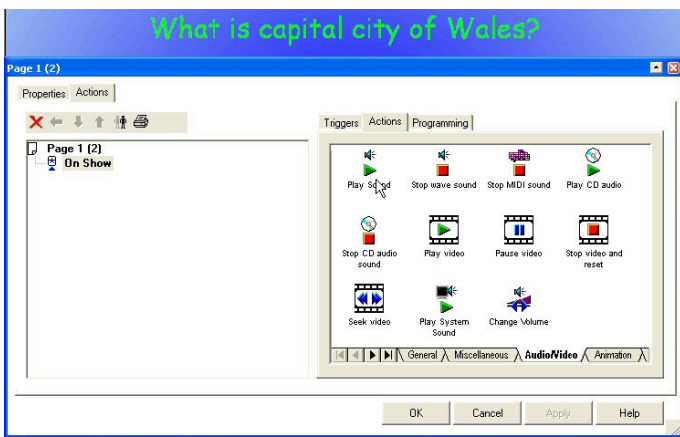 What is capital city of Wales?
Page 1 (2)
Properties Actions
Triggers Actions Programming
Page 1 (2)
On Show
Play Sound Stop wave sound Stop MIDI sound Play CD audio
Stop CD audio sound Play video Pause video Stop video and reset
Seek video Play System Sound Change Volume
General Miscellaneous Audio/Video Animation
OK Cancel Apply Help